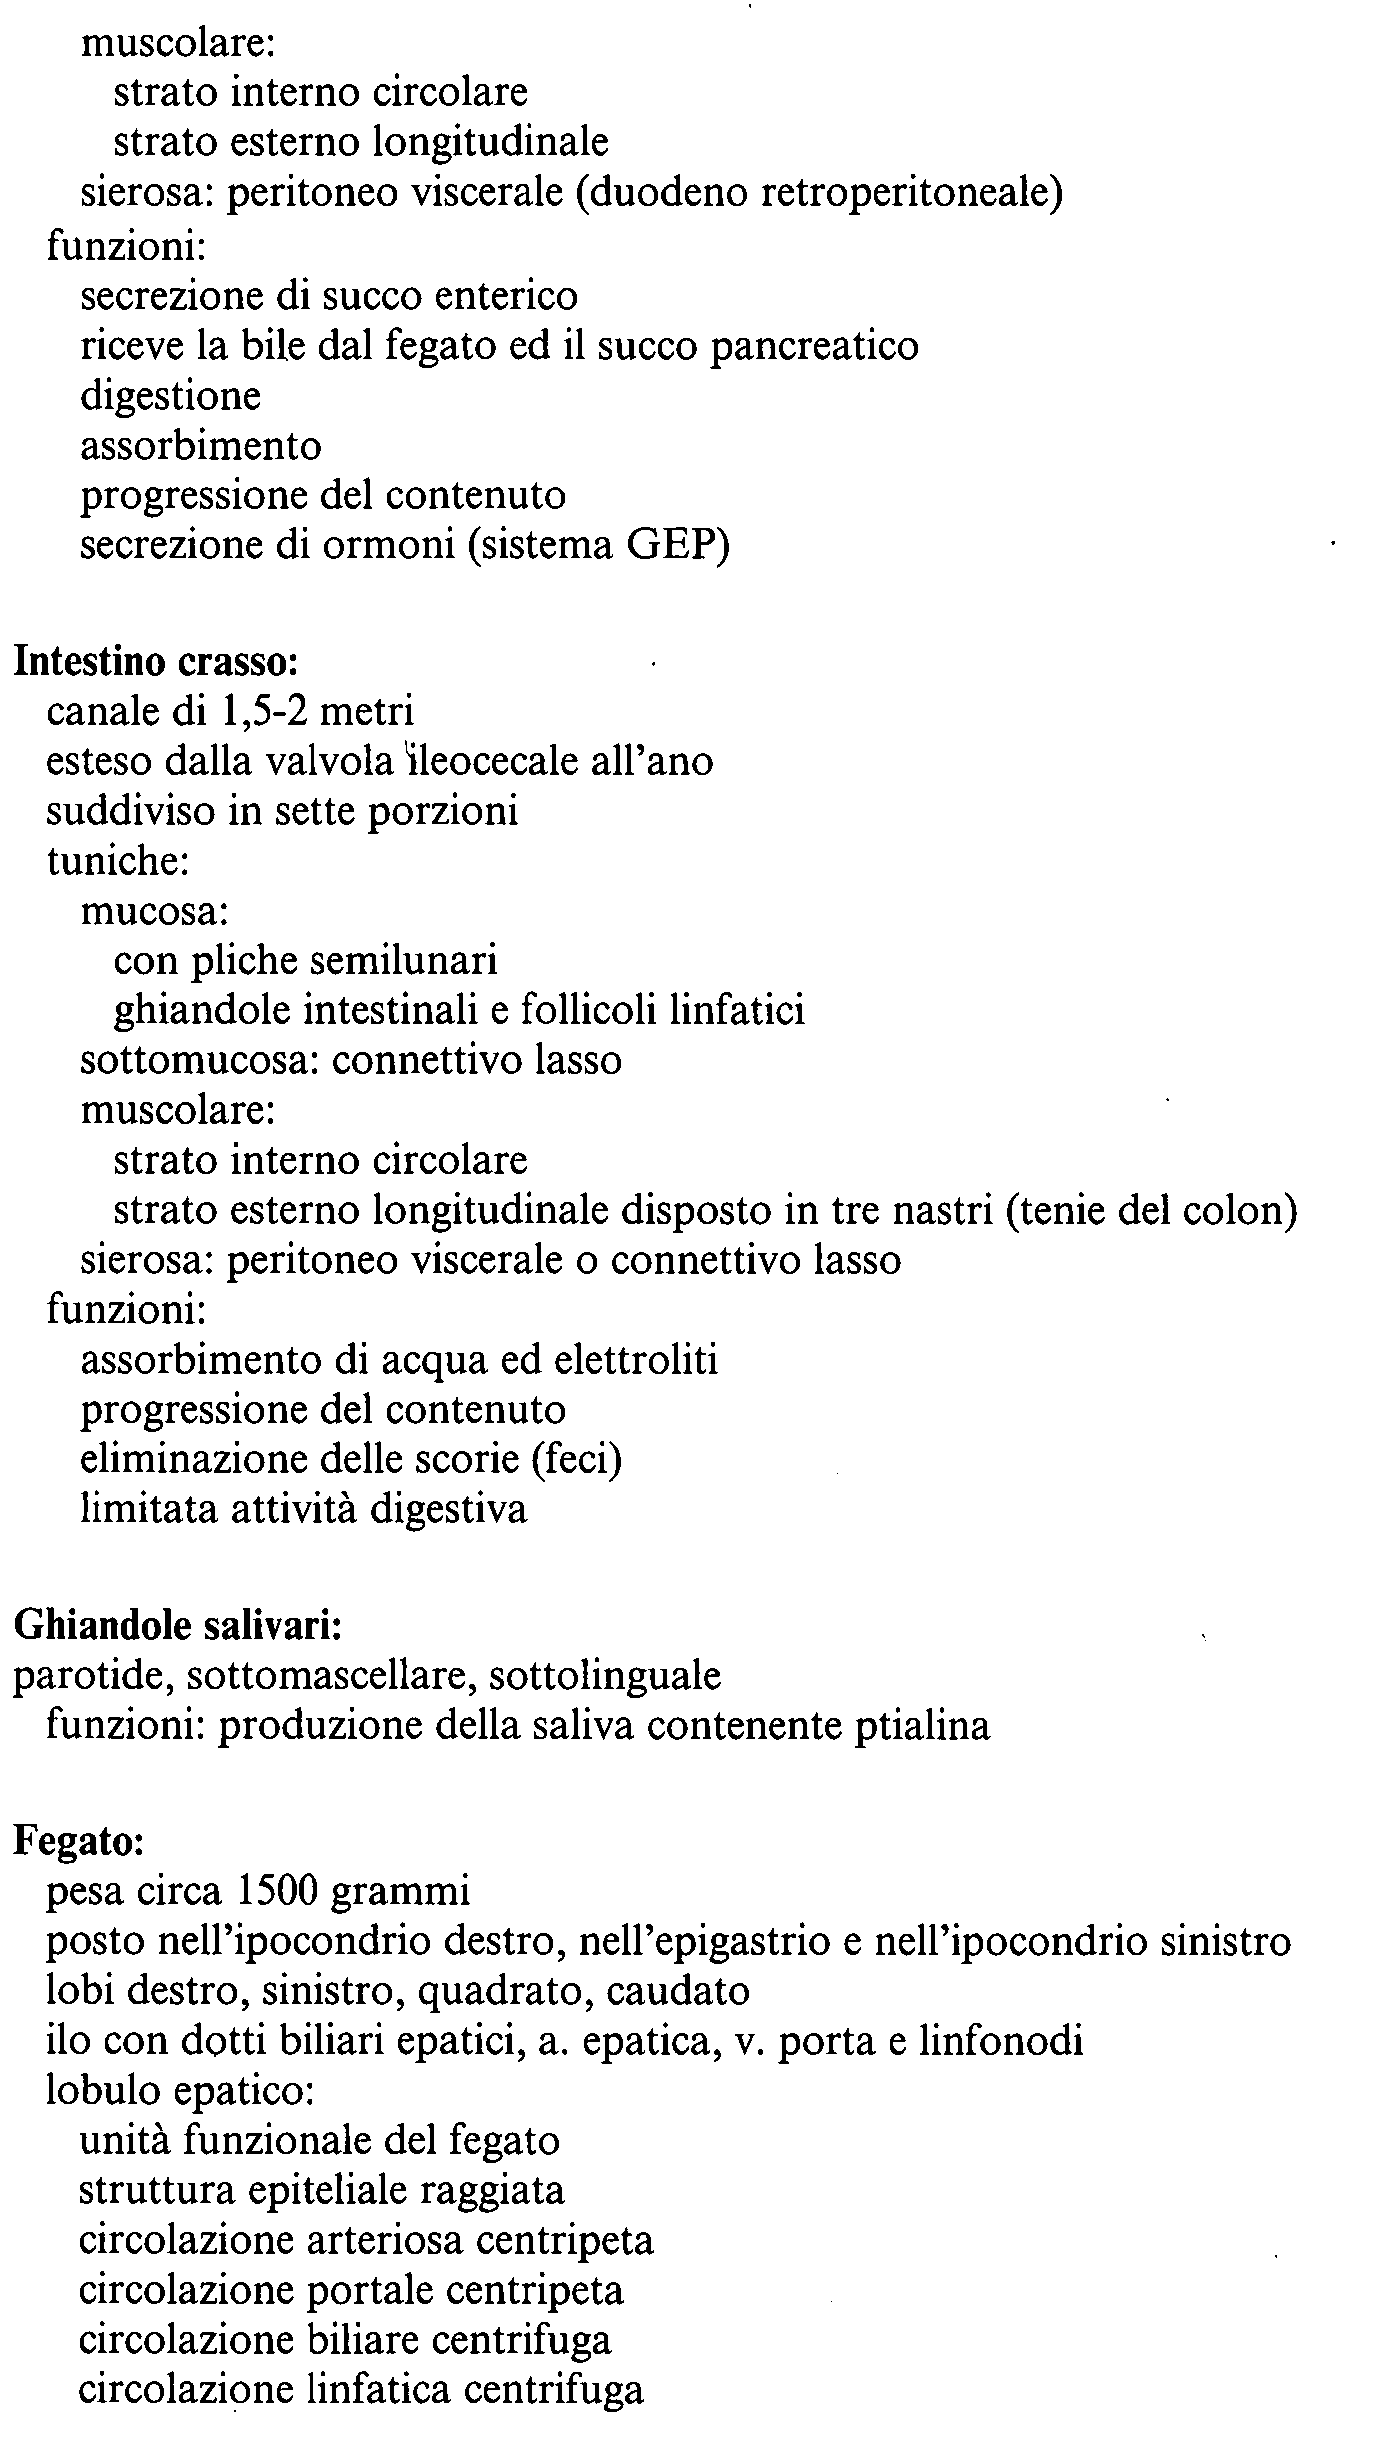 muscolare:
strato interno circolare
strato esterno longitudinale
sierosa: peritoneo viscerale (duodeno retroperitoneale)
funzioni:
secrezione di succo enterico
riceve la bile dal fegato ed il succo pancreatico
digestione
assorbimento
progressione del contenuto
secrezione di ormoni (sistema GEP)
Intestino crasso:
canale di 1,5-2 metri
esteso dalla valvola ileocecale all’ano
suddiviso in sette porzioni
tuniche:
mucosa:
con pliche semilunari
ghiandole intestinali e follicoli linfatici
sottomucosa: connettivo lasso
muscolare:
strato interno circolare
strato esterno longitudinale disposto in tre nastri (tenie del colon)
sierosa: peritoneo viscerale o connettivo lasso
funzioni:
assorbimento di acqua ed elettroliti
progressione del contenuto
eliminazione delle scorie (feci)
limitata attività digestiva
Ghiandole salivari:
parotide, sottomascellare, sottolinguale
funzioni: produzione della saliva contenente ptialina
Fegato:
pesa circa 1500 grammi
posto nell’ipocondrio destro, nell’epigastrio e nell’ipocondrio sinistro
lobi destro, sinistro, quadrato, caudato
ilo con dotti biliari epatici, a. epatica, v. porta e linfonodi
lobulo epatico:
unità funzionale del fegato
struttura epiteliale raggiata
circolazione arteriosa centripeta
circolazione portale centripeta
circolazione biliare centrifuga
circolazione linfatica centrifuga